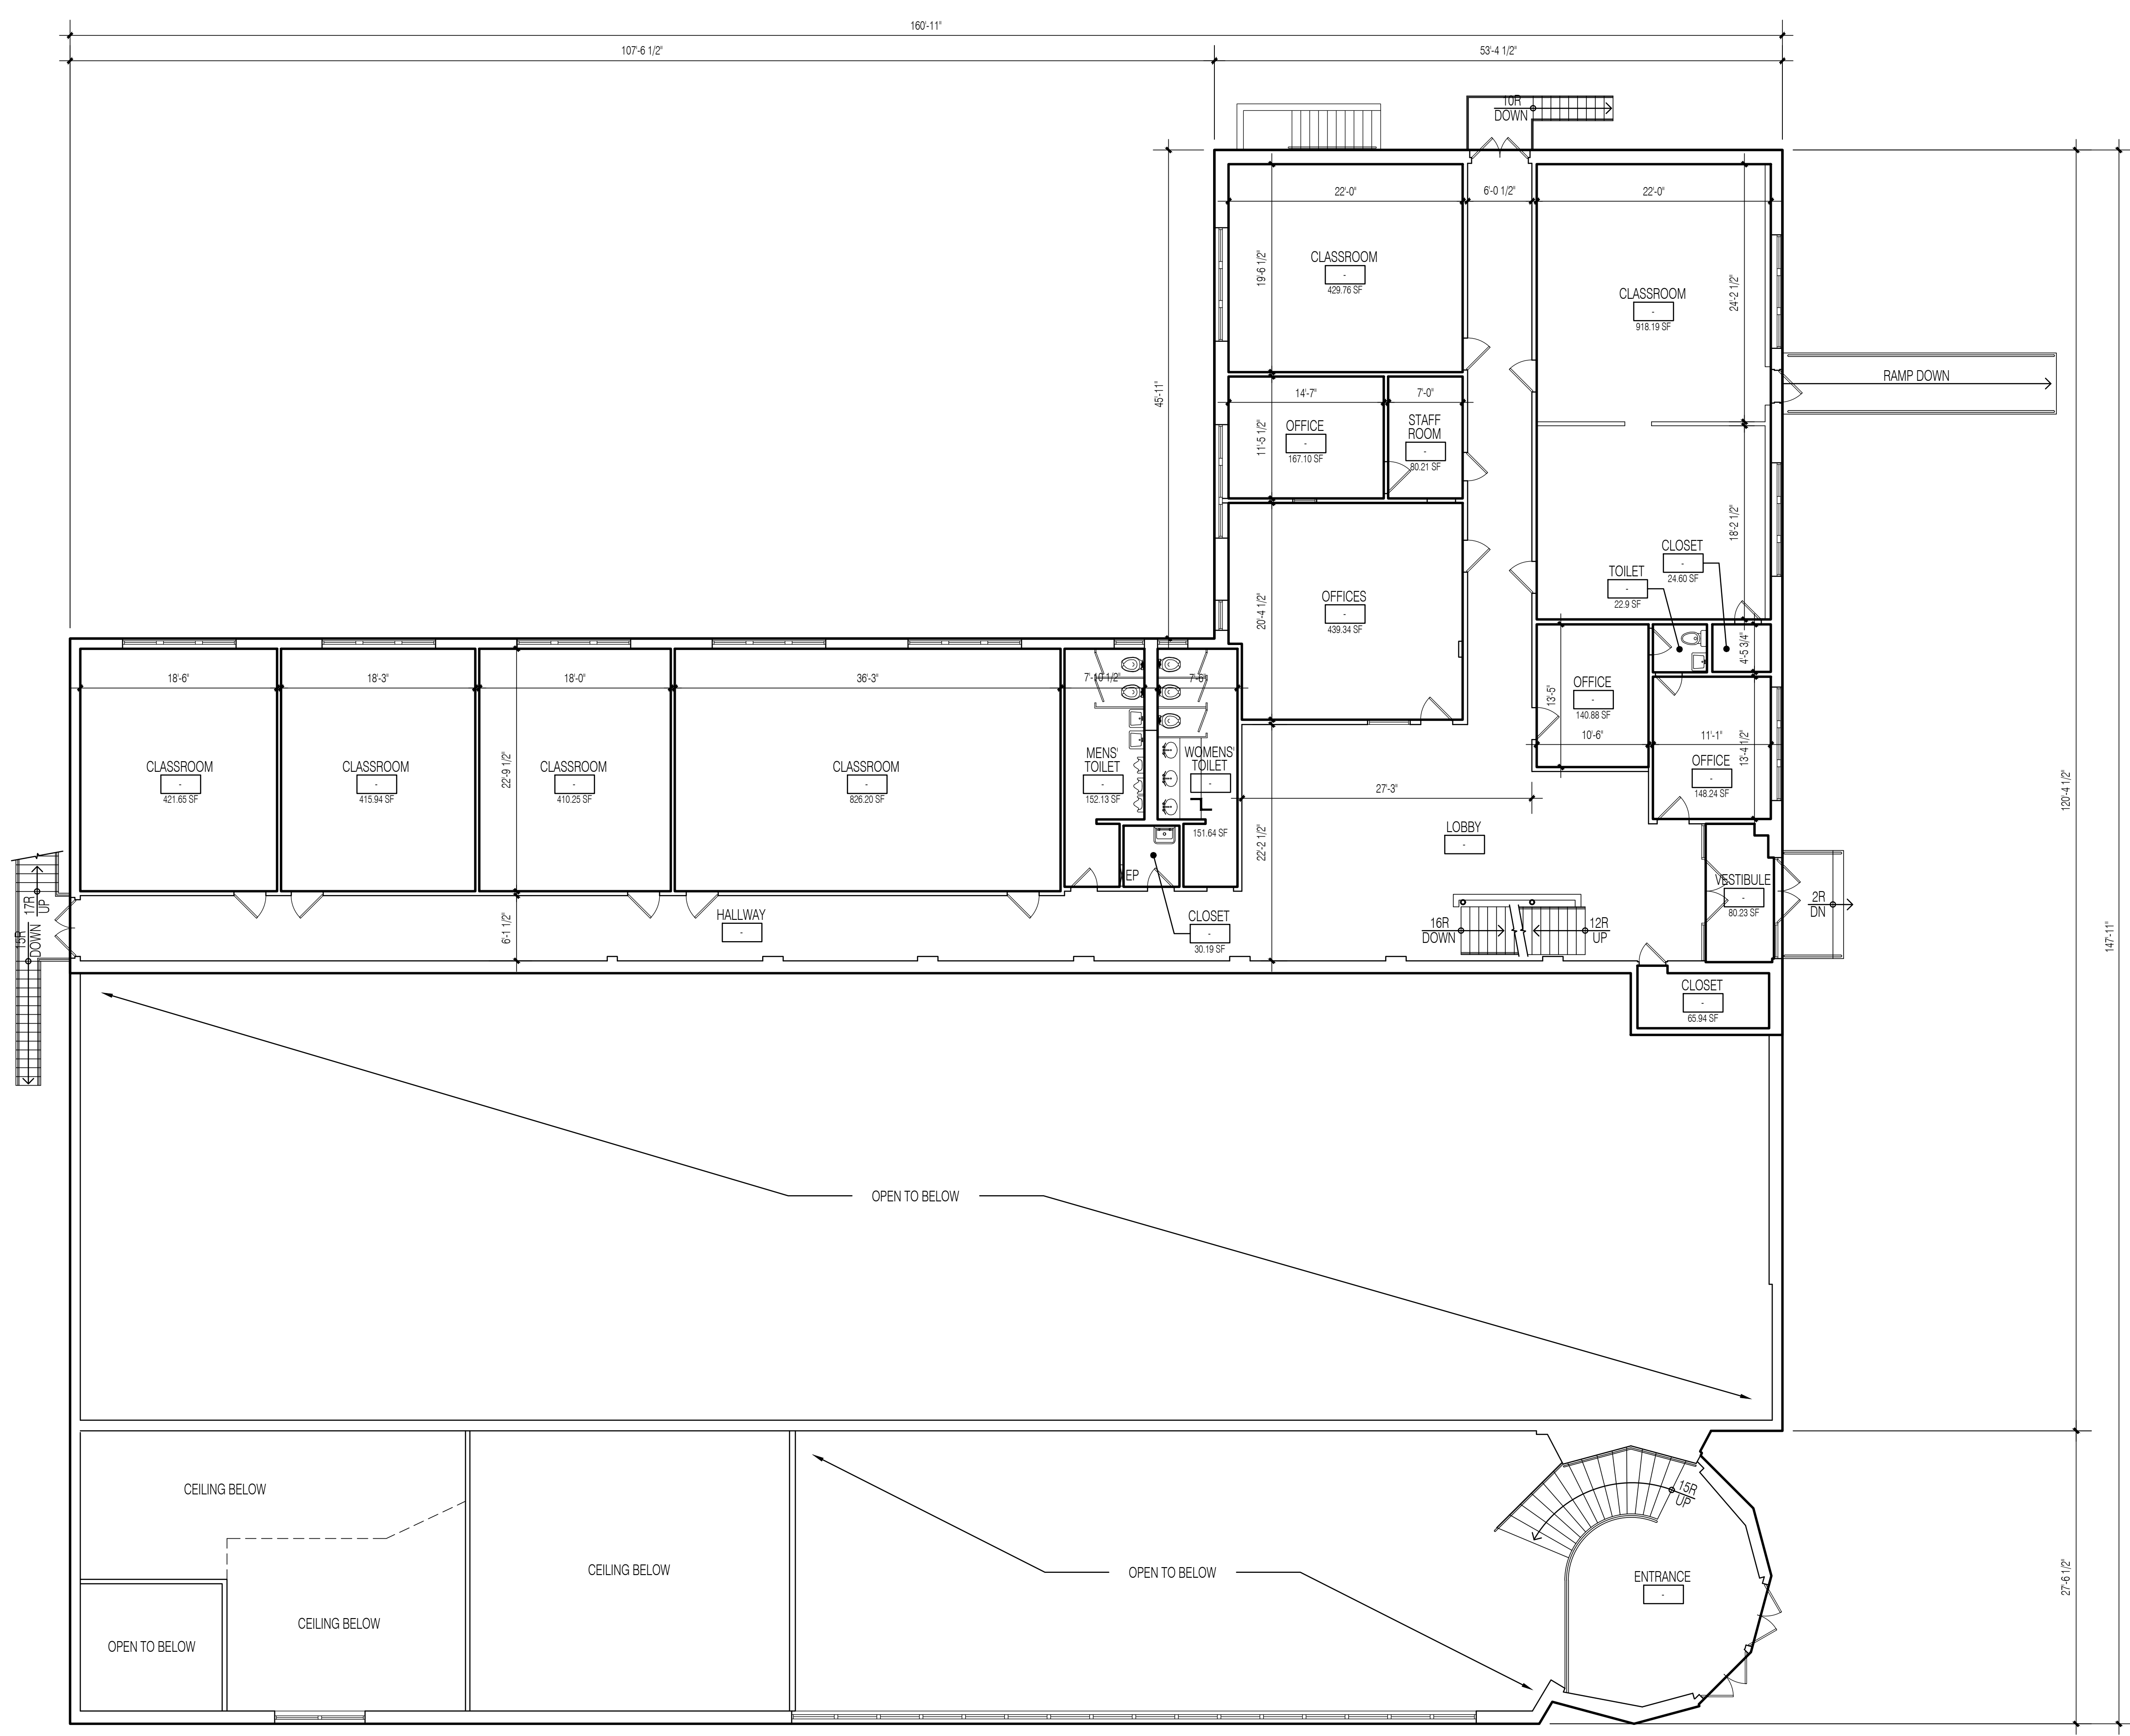 160'-11"
107'-6 1/2"
53'-4 1/2"
10R
DOWN
22'-0"
6'-0 1/2"
22'-0"
19'-6 1/2"
CLASSROOM
-
429.76 SF
24'-2 1/2"
CLASSROOM
-
918.19 SF
RAMP DOWN
45'-11"
14'-7"
7'-0"
11'-5 1/2"
OFFICE
-
167.10 SF
STAFF
ROOM
-
80.21 SF
18'-2 1/2"
CLOSET
-
24.60 SF
TOILET
-
22.9 SF
20'-4 1/2"
OFFICES
-
439.34 SF
4'-5 3/4"
13'-5"
OFFICE
-
140.88 SF
10'-6"
11'-1"
13'-4 1/2"
OFFICE
-
148.24 SF
18'-6"
18'-3"
18'-0"
36'-3"
7'-10 1/2"
7'-6"
22'-9 1/2"
CLASSROOM
-
421.65 SF
CLASSROOM
-
415.94 SF
CLASSROOM
-
410.25 SF
CLASSROOM
-
826.20 SF
MENS'
TOILET
-
152.13 SF
WOMENS'
TOILET
-
151.64 SF
27'-3"
120'-4 1/2"
22'-2 1/2"
LOBBY
-
EP
VESTIBULE
-
80.23 SF
2R
DN
17R
UP
15R
DOWN
6'-1 1/2"
HALLWAY
-
CLOSET
-
30.19 SF
16R
DOWN
12R
UP
147'-11"
CLOSET
-
65.94 SF
OPEN TO BELOW
CEILING BELOW
15R
UP
CEILING BELOW
OPEN TO BELOW
ENTRANCE
-
27'-6 1/2"
CEILING BELOW
OPEN TO BELOW